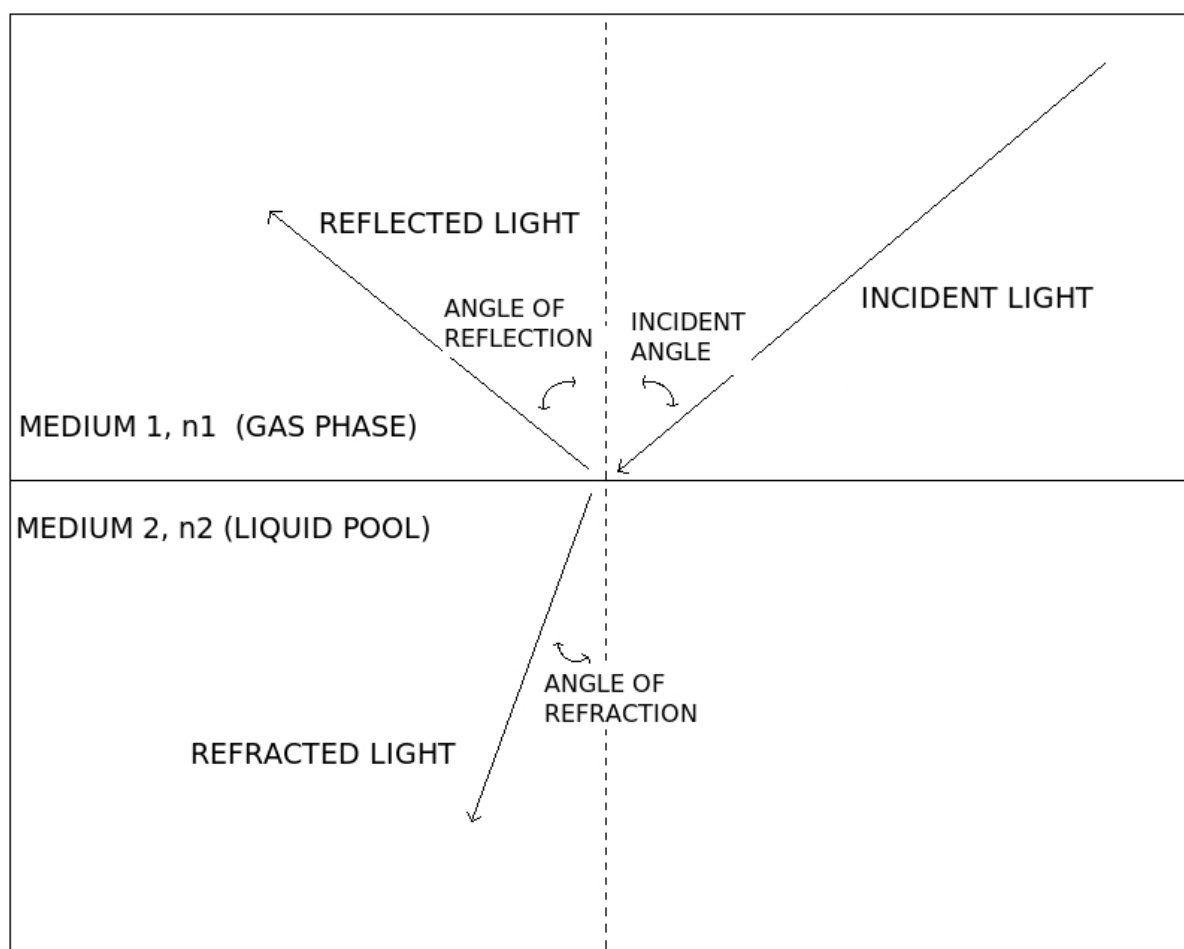 REFLECTED LIGHT
INCIDENT LIGHT
ANGLE OF
REFLECTION
INCIDENT
ANGLE
MEDIUM 1, n1  (GAS PHASE)
MEDIUM 2, n2 (LIQUID POOL)
ANGLE OF
REFRACTION
REFRACTED LIGHT